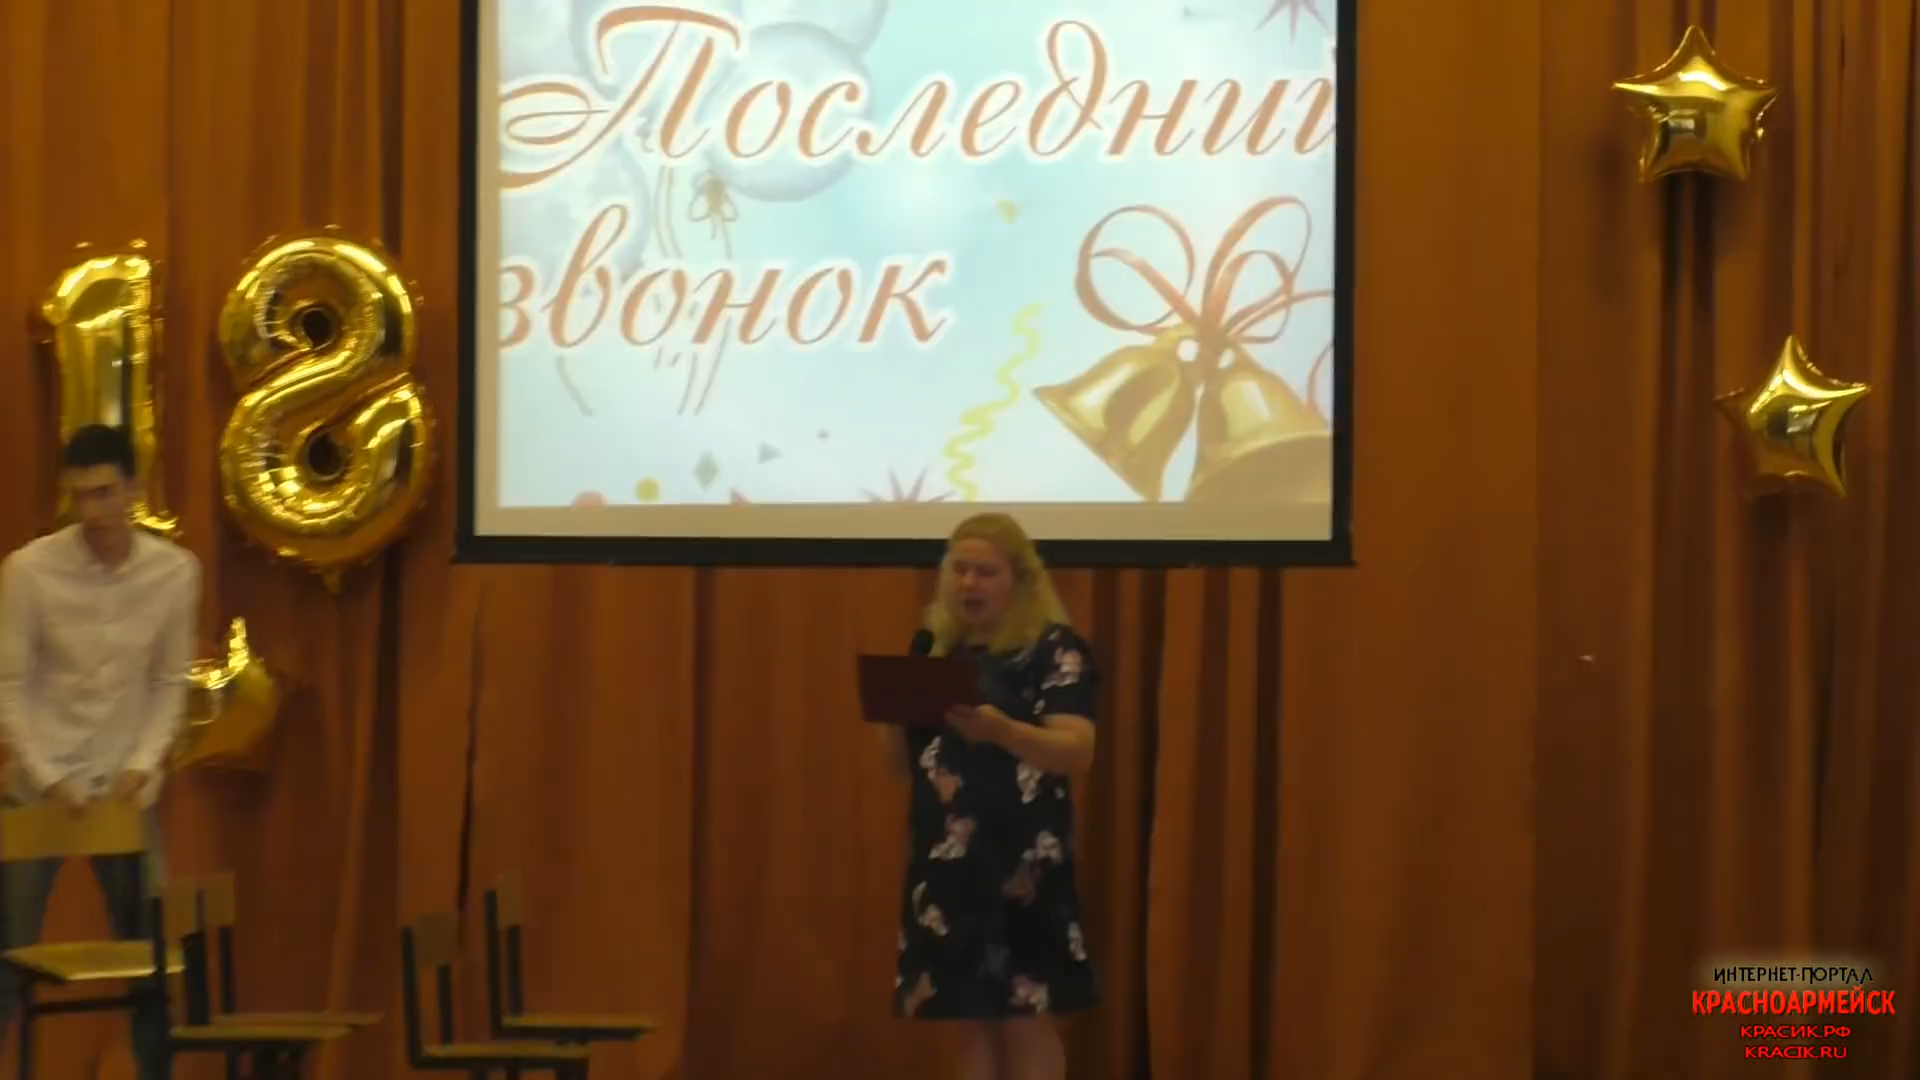 Последний
звонок
18
ИНТЕРНЕТ-ПОРТАЛ
КРАСНОАРМЕЙСК
КРАСИК.РФ
KRACIK.RU